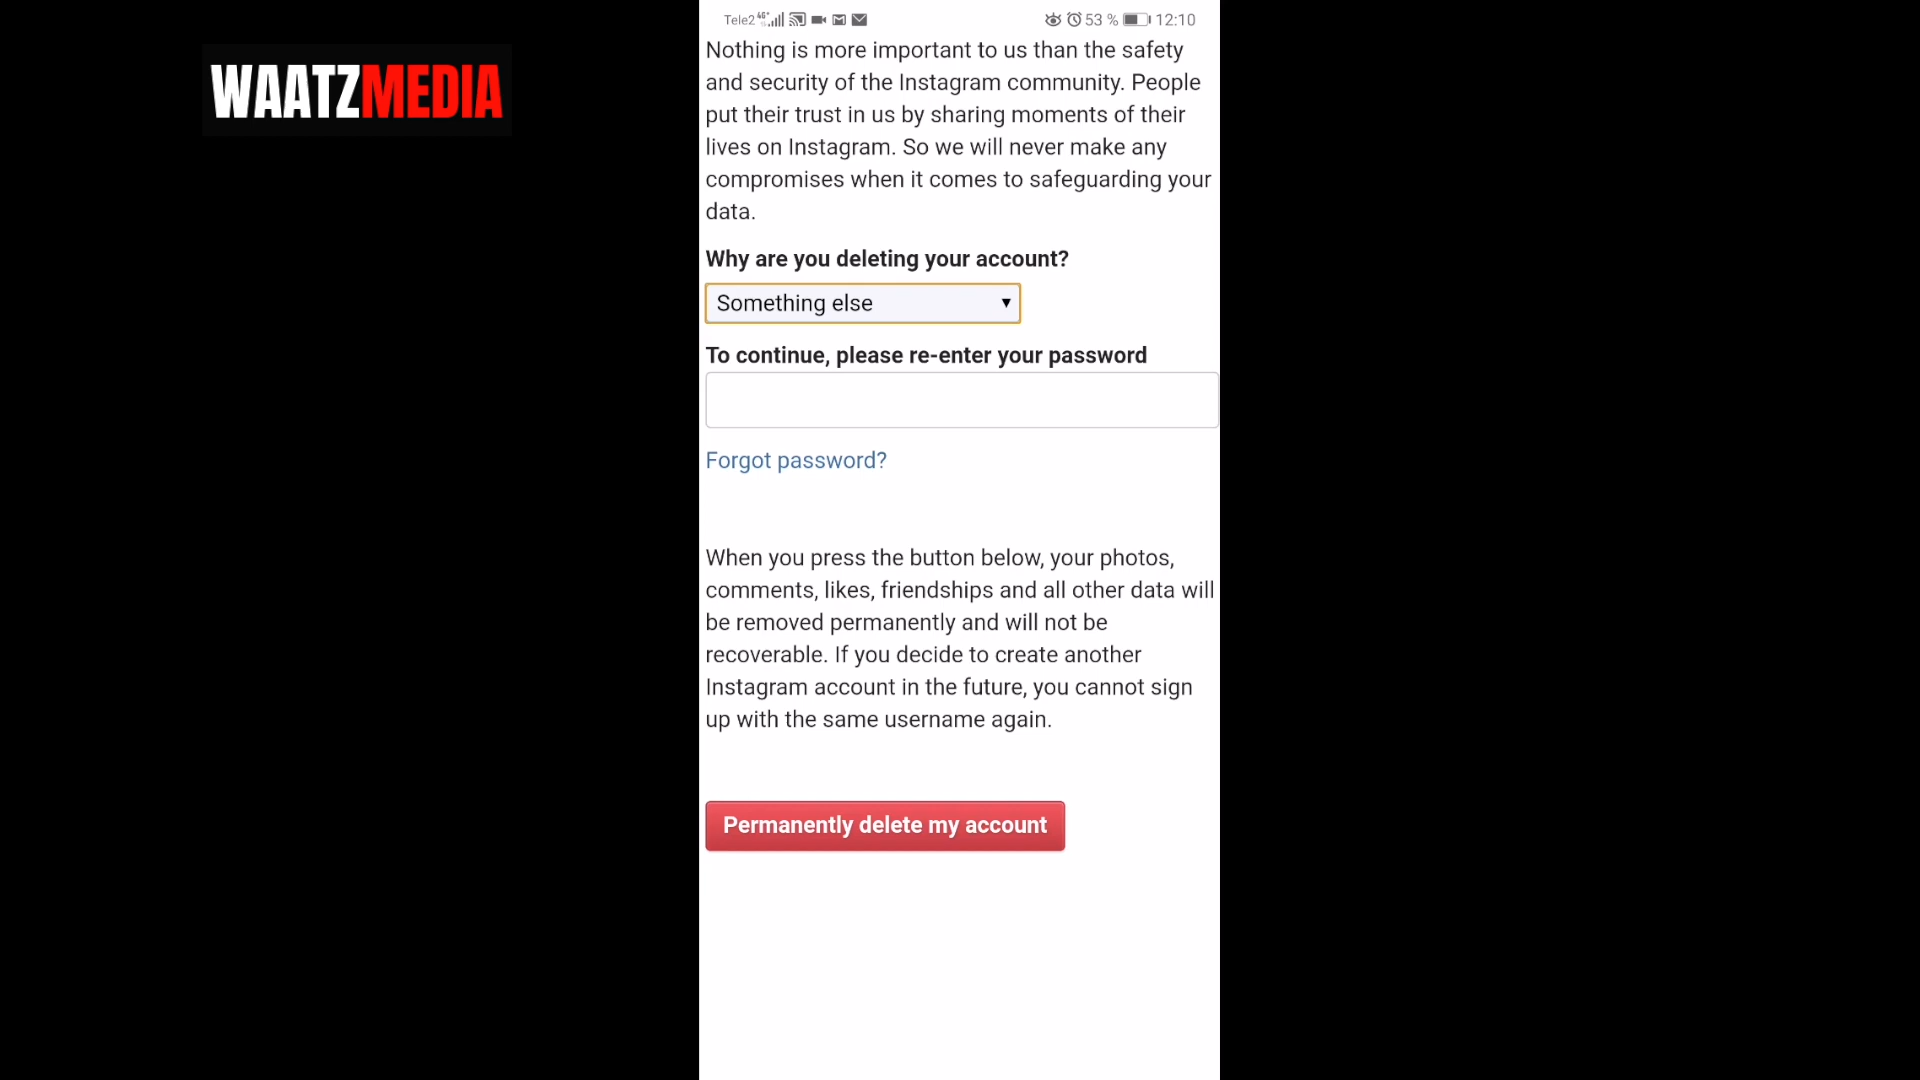 WAATZMEDIA
Tele2 53 % 12:10
Nothing is more important to us than the safety
and security of the Instagram community. People
put their trust in us by sharing moments of their
lives on Instagram. So we will never make any
compromises when it comes to safeguarding your
data.
Why are you deleting your account?
Something else
To continue, please re-enter your password
Forgot password?
When you press the button below, your photos,
comments, likes, friendships and all other data will
be removed permanently and will not be
recoverable. If you decide to create another
Instagram account in the future, you cannot sign
up with the same username again.
Permanently delete my account